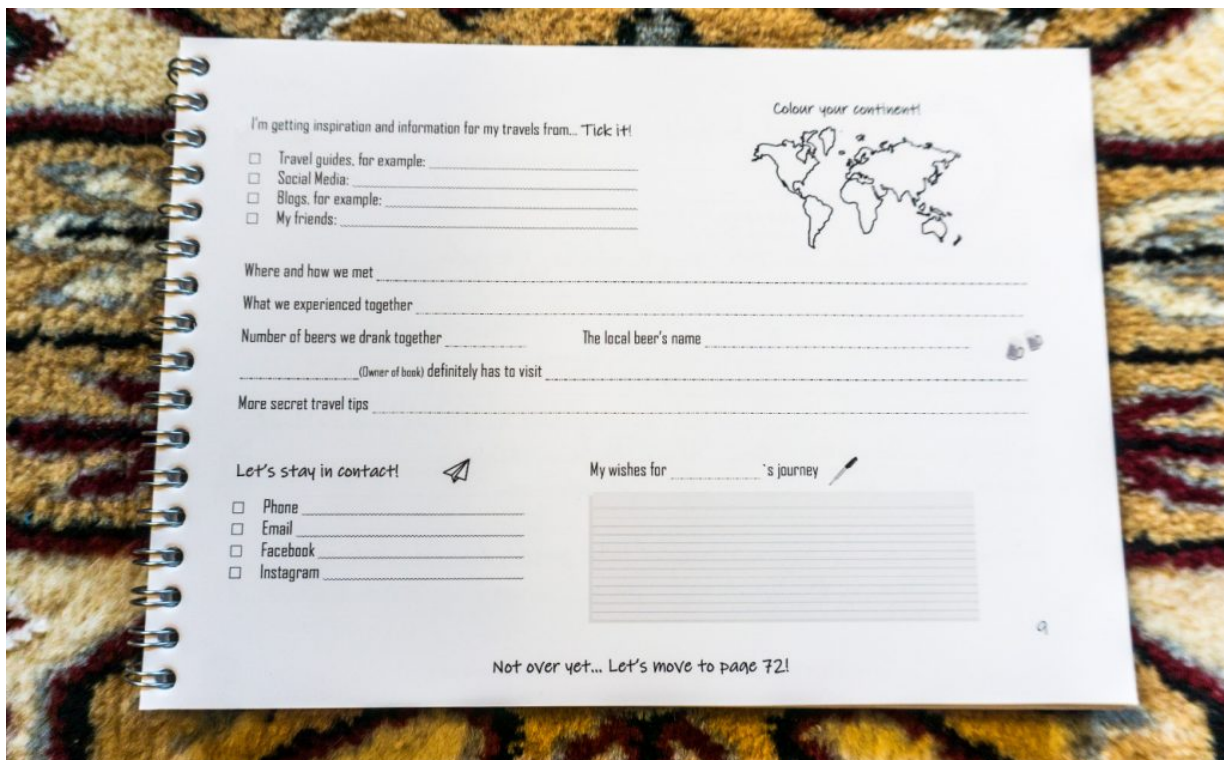 Colour your continent!
I'm getting inspiration and information for my travels from... Tick it!
Travel guides, for example:
Social Media:
Blogs, for example:
My friends:
Where and how we met
What we experienced together
Number of beers we drank together The local beer's name
(Owner of book) definitely has to visit
More secret travel tips
Let's stay in contact!
Phone
Email
Facebook
Instagram
My wishes for `s journey
9
Not over yet... Let's move to page 72!